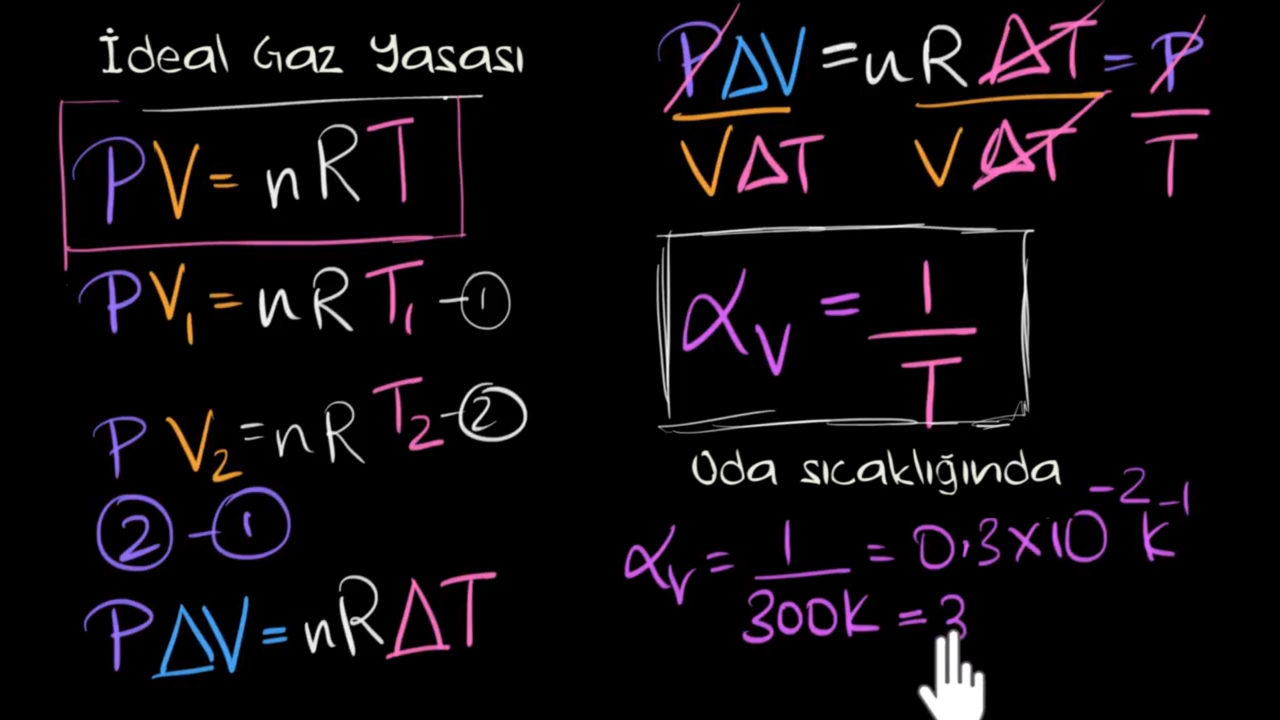 İdeal Gaz Yasası
PV = nRT
PV₁ = nRT₁ -①
PV₂ = nRT₂ -②
② - ①
PΔV = nRΔT
PΔV/VΔT = nRΔT/VΔT = P/T
αᵥ = 1/T
Oda sıcaklığında
αᵥ = 1/300K = 0.3×10⁻² k⁻¹
= 3